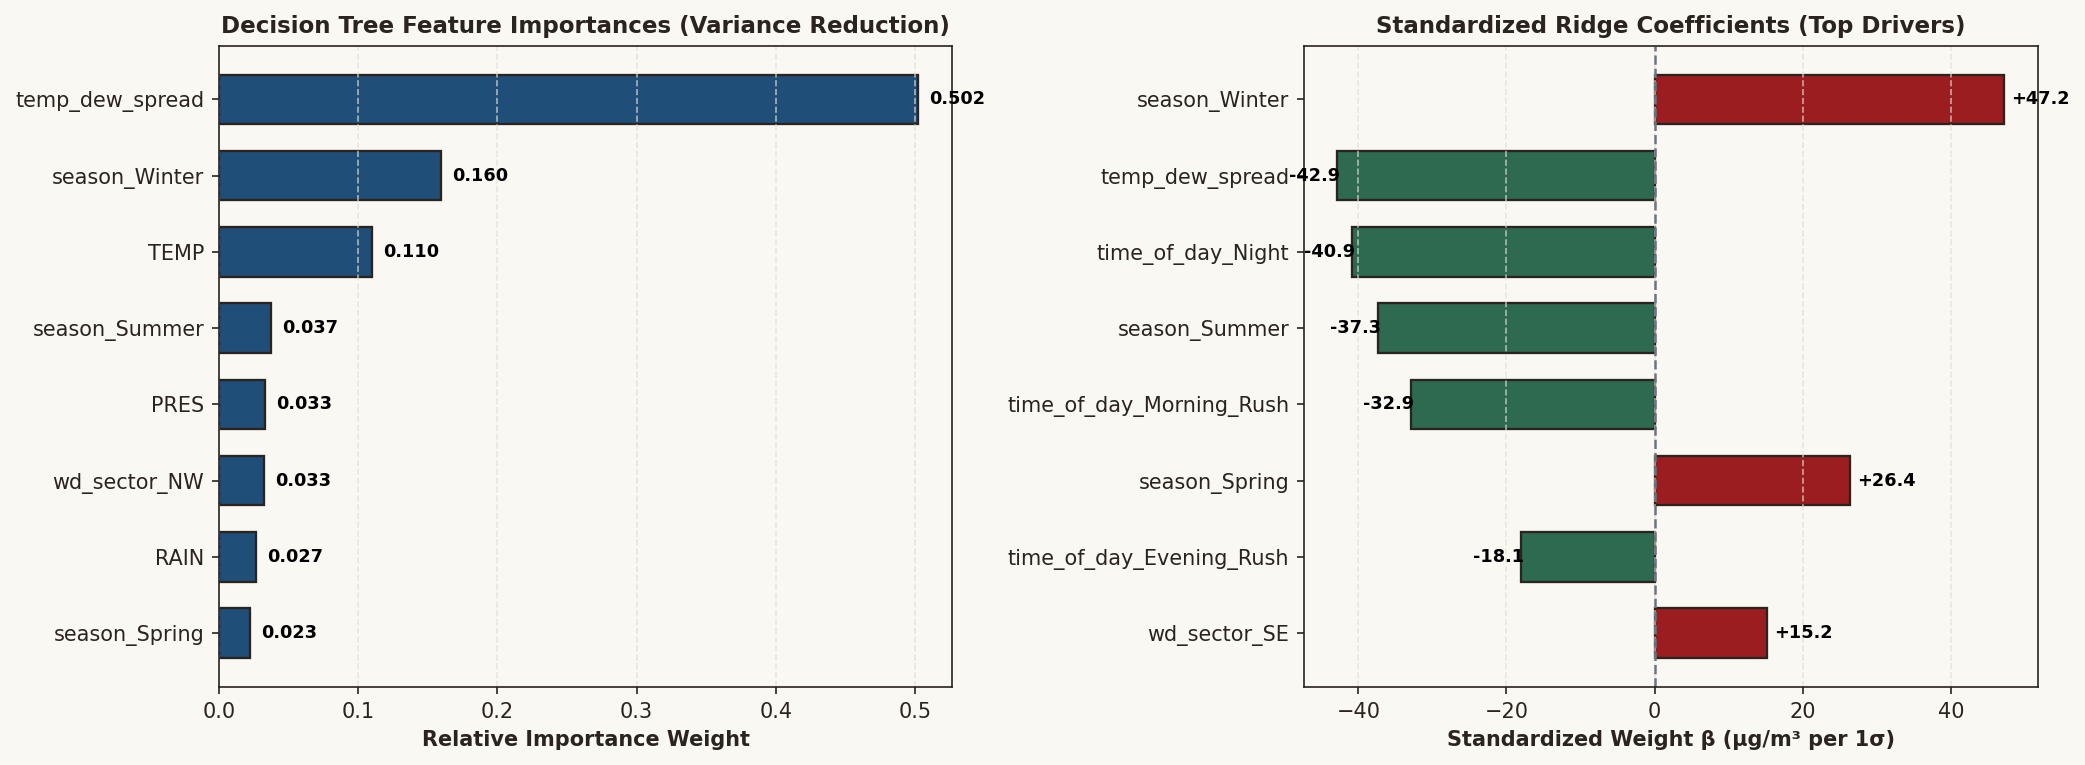 Decision Tree Feature Importances (Variance Reduction)
temp_dew_spread
0.502
season_Winter
0.160
TEMP
0.110
season_Summer
0.037
PRES
0.033
wd_sector_NW
0.033
RAIN
0.027
season_Spring
0.023
0.0 0.1 0.2 0.3 0.4 0.5
Relative Importance Weight
Standardized Ridge Coefficients (Top Drivers)
season_Winter
+47.2
temp_dew_spread
-42.9
time_of_day_Night
-40.9
season_Summer
-37.3
time_of_day_Morning_Rush
-32.9
season_Spring
+26.4
time_of_day_Evening_Rush
-18.1
wd_sector_SE
+15.2
−40 −20 0 20 40
Standardized Weight β (μg/m³ per 1σ)